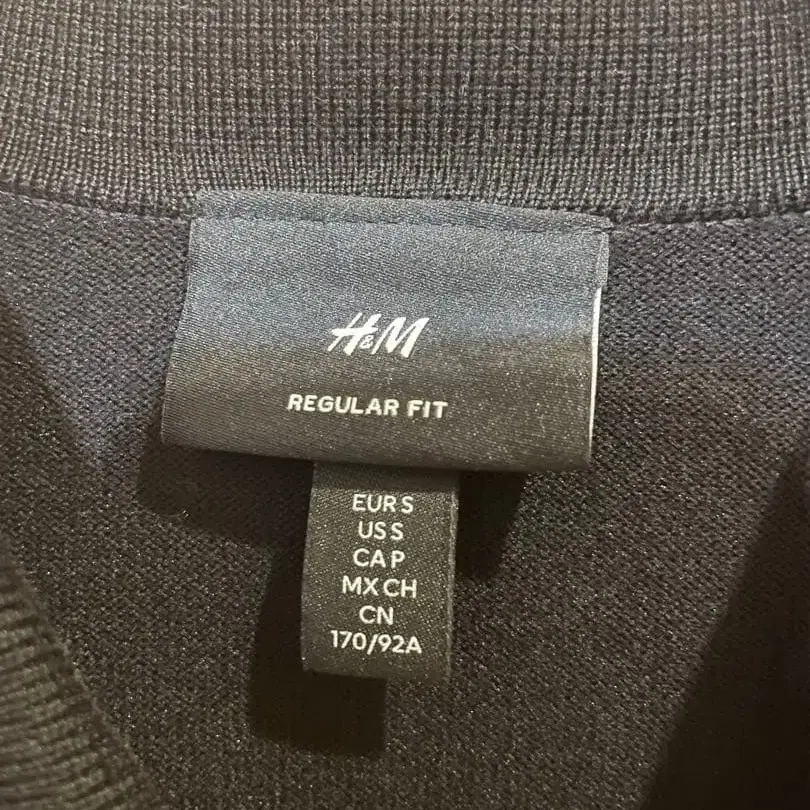 H&M
REGULAR FIT
EUR S
US S
CA P
MX CH
CN
170/92A